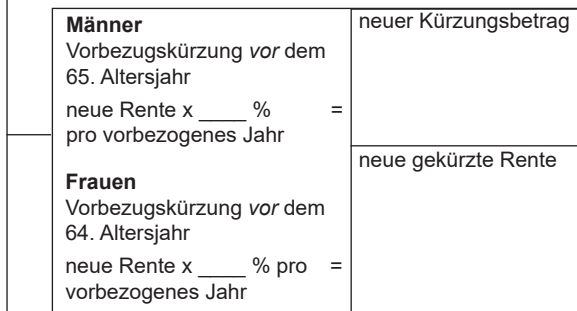 Männer
Vorbezugskürzung vor dem
65. Altersjahr
neue Rente x ____ % =
pro vorbezogenes Jahr
Frauen
Vorbezugskürzung vor dem
64. Altersjahr
neue Rente x ____ % pro =
vorbezogenes Jahr
neuer Kürzungsbetrag
neue gekürzte Rente